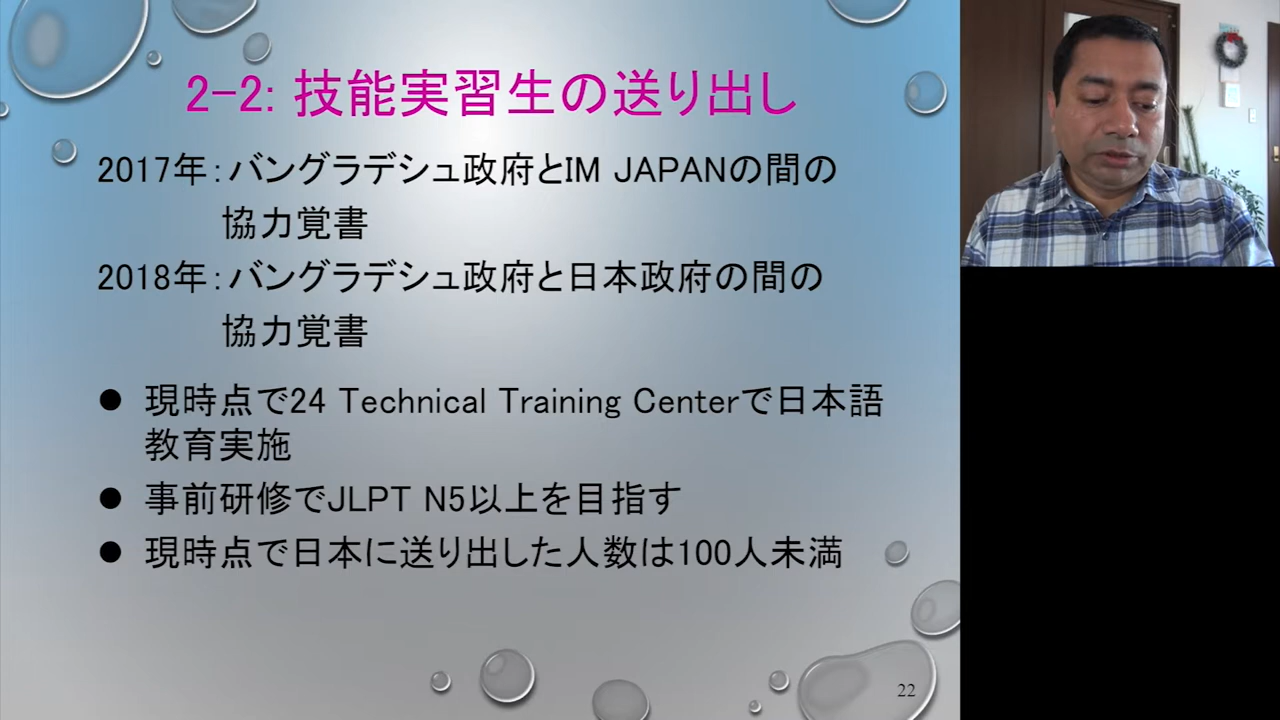 2-2: 技能実習生の送り出し
2017年：バングラデシュ政府とIM JAPANの間の
協力覚書
2018年：バングラデシュ政府と日本政府の間の
協力覚書
● 現時点で24 Technical Training Centerで日本語
教育実施
● 事前研修でJLPT N5以上を目指す
● 現時点で日本に送り出した人数は100人未満
22